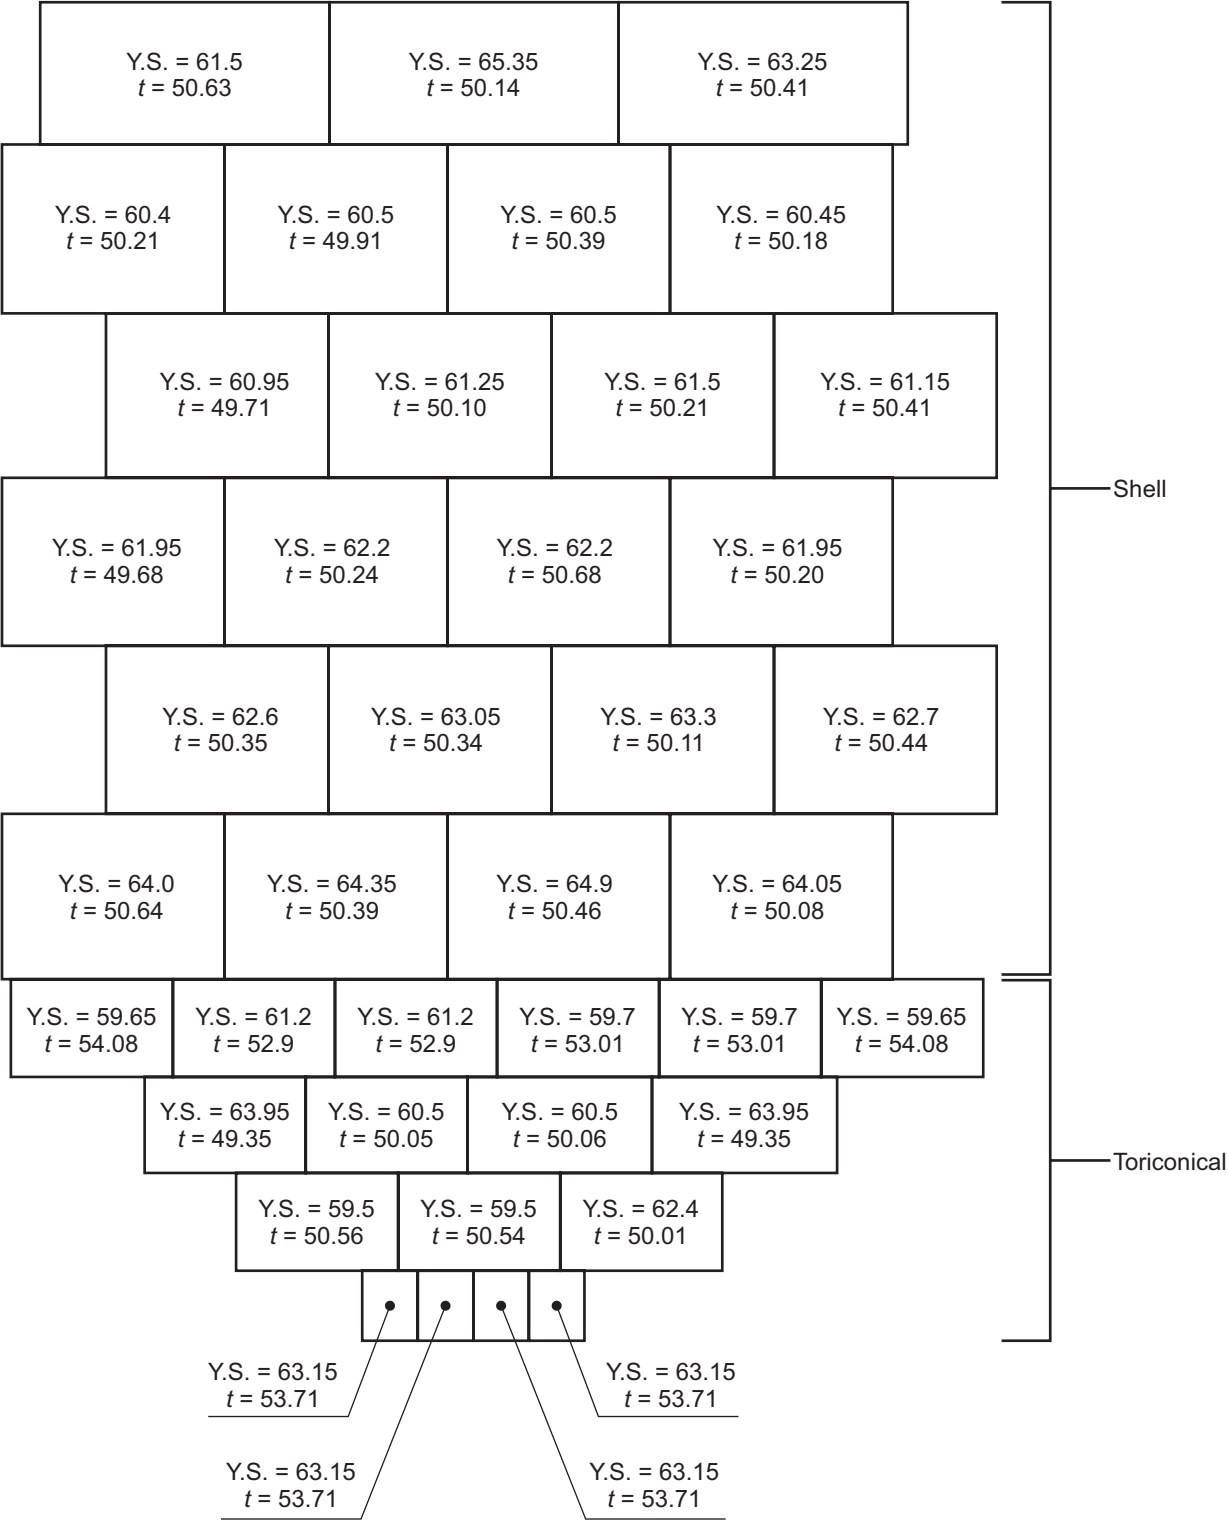 Y.S. = 61.5
t = 50.63
Y.S. = 65.35
t = 50.14
Y.S. = 63.25
t = 50.41
Y.S. = 60.4
t = 50.21
Y.S. = 60.5
t = 49.91
Y.S. = 60.5
t = 50.39
Y.S. = 60.45
t = 50.18
Y.S. = 60.95
t = 49.71
Y.S. = 61.25
t = 50.10
Y.S. = 61.5
t = 50.21
Y.S. = 61.15
t = 50.41
Shell
Y.S. = 61.95
t = 49.68
Y.S. = 62.2
t = 50.24
Y.S. = 62.2
t = 50.68
Y.S. = 61.95
t = 50.20
Y.S. = 62.6
t = 50.35
Y.S. = 63.05
t = 50.34
Y.S. = 63.3
t = 50.11
Y.S. = 62.7
t = 50.44
Y.S. = 64.0
t = 50.64
Y.S. = 64.35
t = 50.39
Y.S. = 64.9
t = 50.46
Y.S. = 64.05
t = 50.08
Y.S. = 59.65
t = 54.08
Y.S. = 61.2
t = 52.9
Y.S. = 61.2
t = 52.9
Y.S. = 59.7
t = 53.01
Y.S. = 59.7
t = 53.01
Y.S. = 59.65
t = 54.08
Y.S. = 63.95
t = 49.35
Y.S. = 60.5
t = 50.05
Y.S. = 60.5
t = 50.06
Y.S. = 63.95
t = 49.35
Toriconical
Y.S. = 59.5
t = 50.56
Y.S. = 59.5
t = 50.54
Y.S. = 62.4
t = 50.01
Y.S. = 63.15
t = 53.71
Y.S. = 63.15
t = 53.71
Y.S. = 63.15
t = 53.71
Y.S. = 63.15
t = 53.71